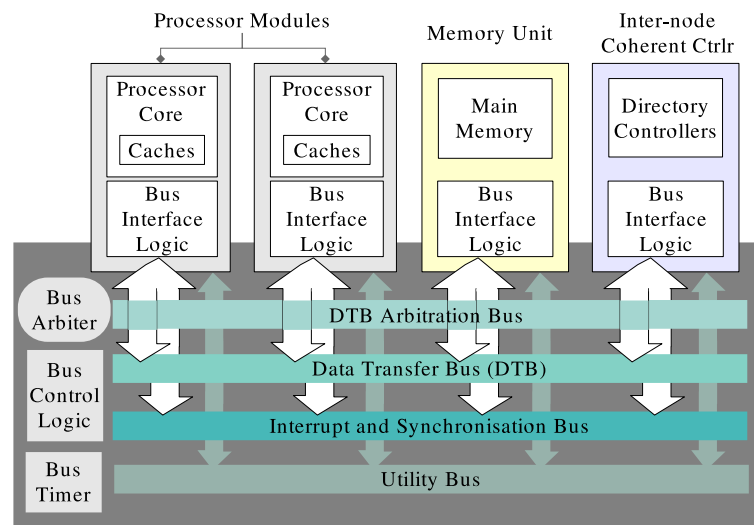 Processor Modules
Memory Unit
Inter-node
Coherent Ctrlr
Processor
Core
Caches
Processor
Core
Caches
Main
Memory
Directory
Controllers
Bus
Interface
Logic
Bus
Interface
Logic
Bus
Interface
Logic
Bus
Interface
Logic
Bus
Arbiter
DTB Arbitration Bus
Bus
Control
Logic
Data Transfer Bus (DTB)
Interrupt and Synchronisation Bus
Bus
Timer
Utility Bus